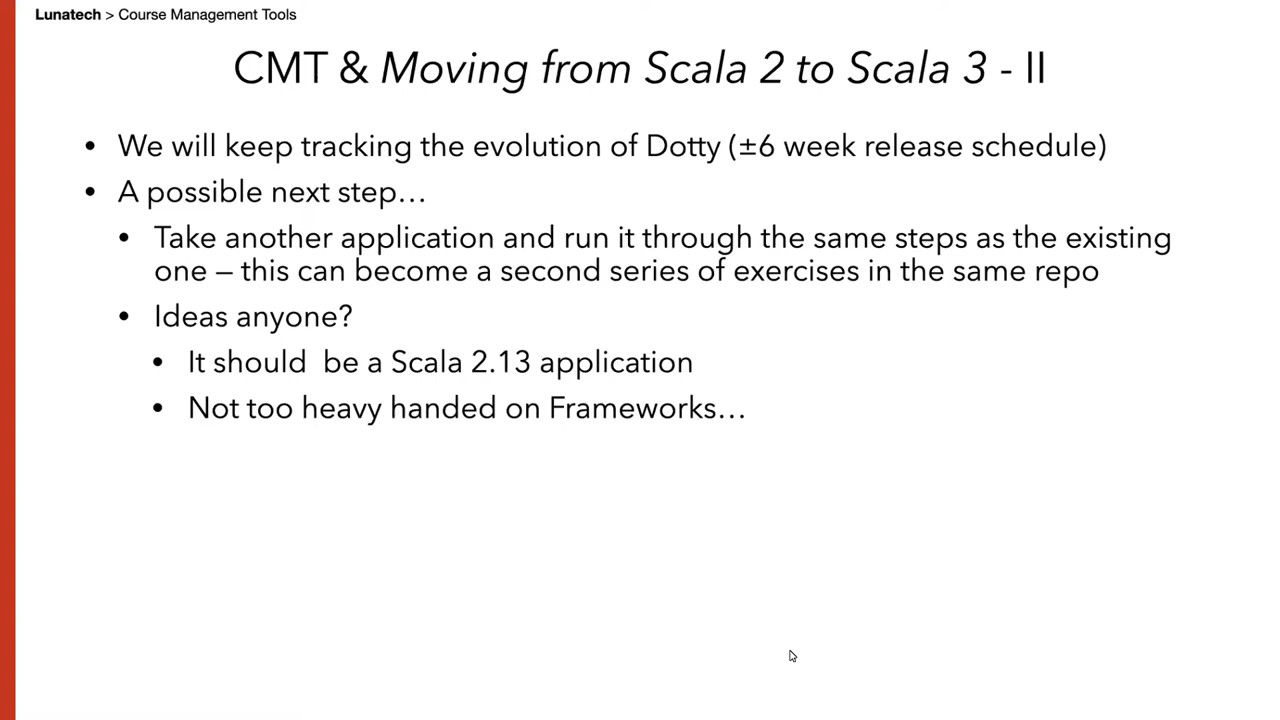 Lunatech > Course Management Tools
CMT & Moving from Scala 2 to Scala 3 - II
• We will keep tracking the evolution of Dotty (±6 week release schedule)
• A possible next step…
• Take another application and run it through the same steps as the existing
one – this can become a second series of exercises in the same repo
• Ideas anyone?
• It should  be a Scala 2.13 application
• Not too heavy handed on Frameworks…